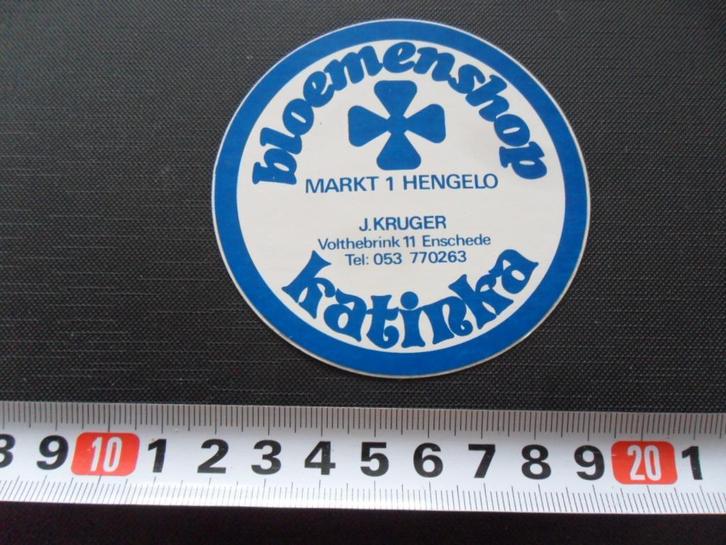 bloemenshop
MARKT 1 HENGELO
J.KRUGER
Volthebrink 11 Enschede
Tel: 053 770263
katinka
9 10 1 2 3 4 5 6 7 8 9 20 1